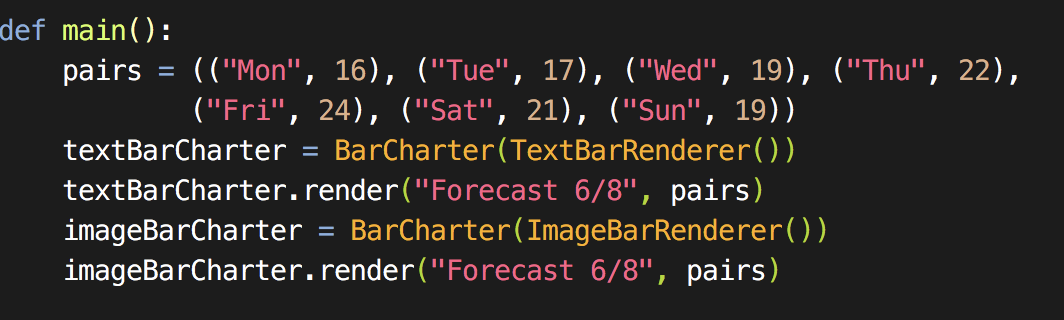 def main():
    pairs = (("Mon", 16), ("Tue", 17), ("Wed", 19), ("Thu", 22),
            ("Fri", 24), ("Sat", 21), ("Sun", 19))
    textBarCharter = BarCharter(TextBarRenderer())
    textBarCharter.render("Forecast 6/8", pairs)
    imageBarCharter = BarCharter(ImageBarRenderer())
    imageBarCharter.render("Forecast 6/8", pairs)